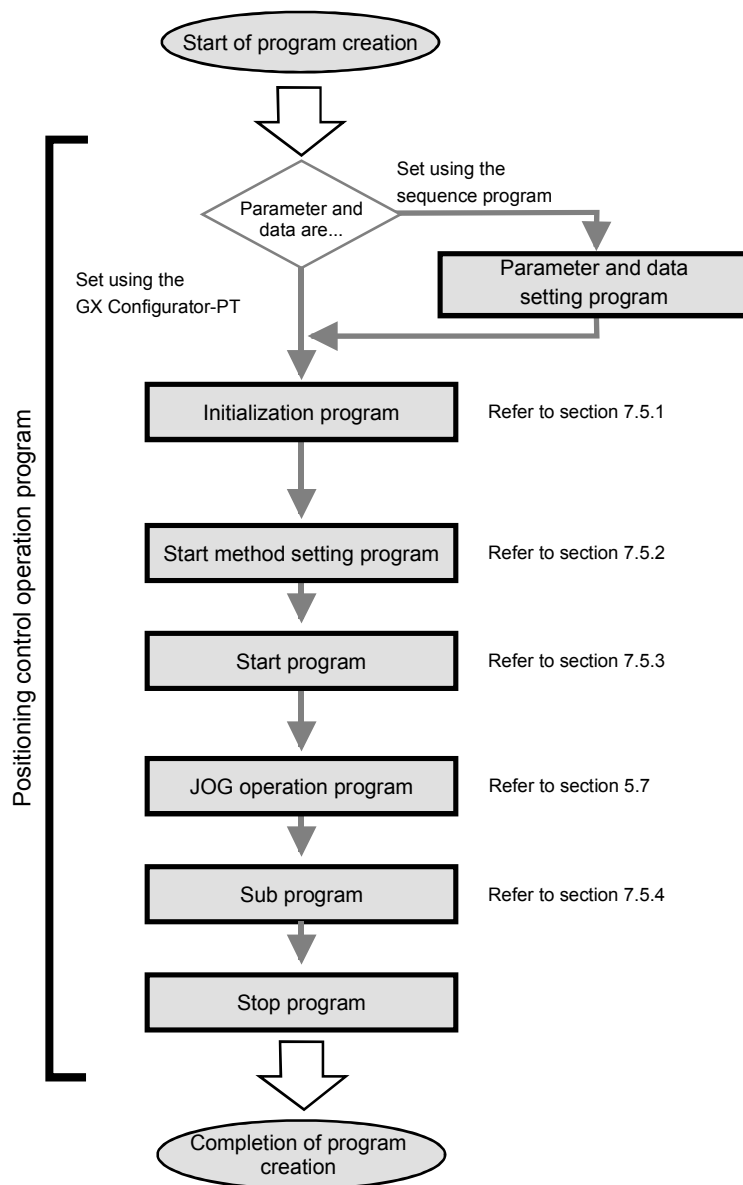 Start of program creation
Set using the
sequence program
Parameter and
data are...
Set using the
GX Configurator-PT
Parameter and data
setting program
Initialization program
Refer to section 7.5.1
Start method setting program
Refer to section 7.5.2
Start program
Refer to section 7.5.3
JOG operation program
Refer to section 5.7
Sub program
Refer to section 7.5.4
Stop program
Completion of program
creation
Positioning control operation program